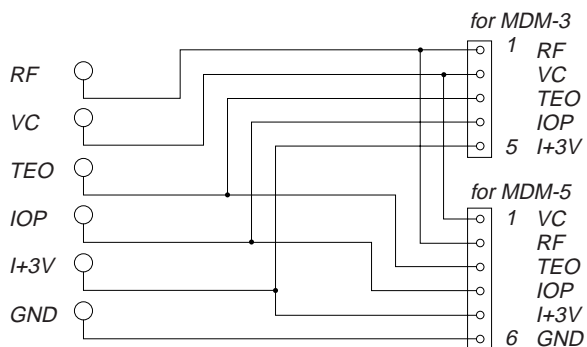 for MDM-3
1 RF
VC
TEO
IOP
5 I+3V
RF
VC
TEO
IOP
I+3V
GND
for MDM-5
1 VC
RF
TEO
IOP
I+3V
6 GND